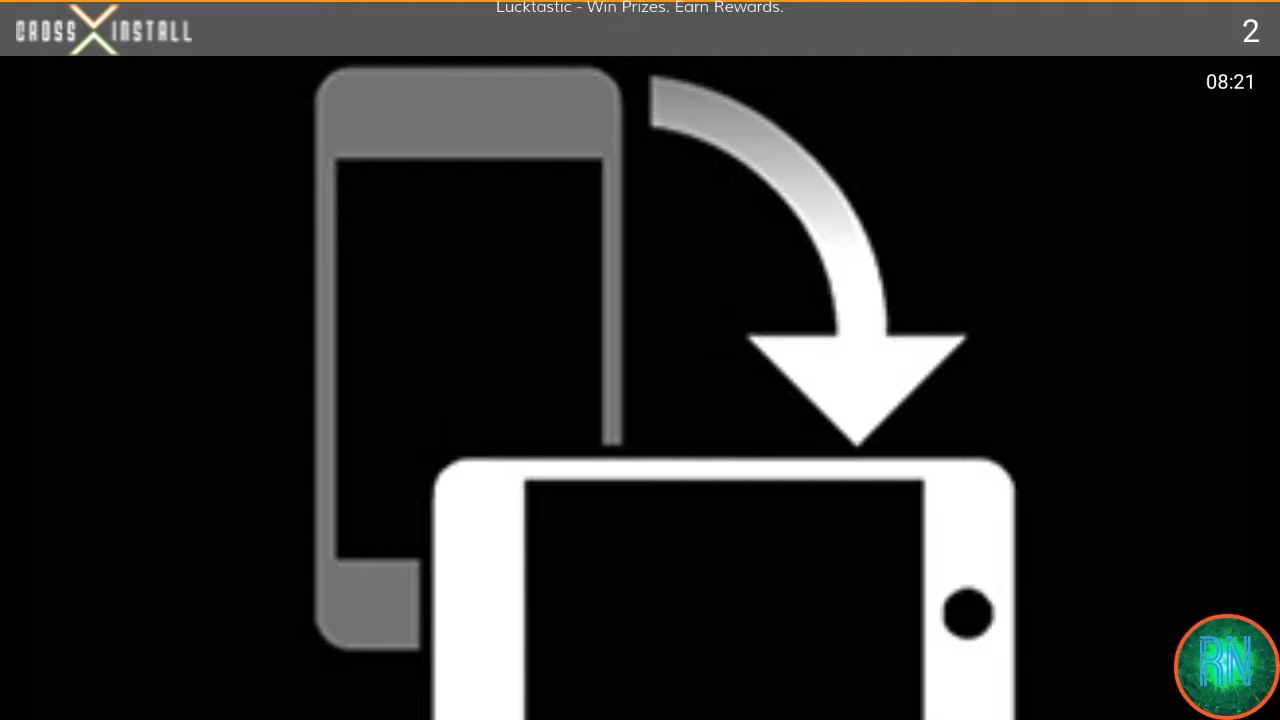 Lucktastic - Win Prizes. Earn Rewards.
CROSS INSTALL
2
08:21
RN